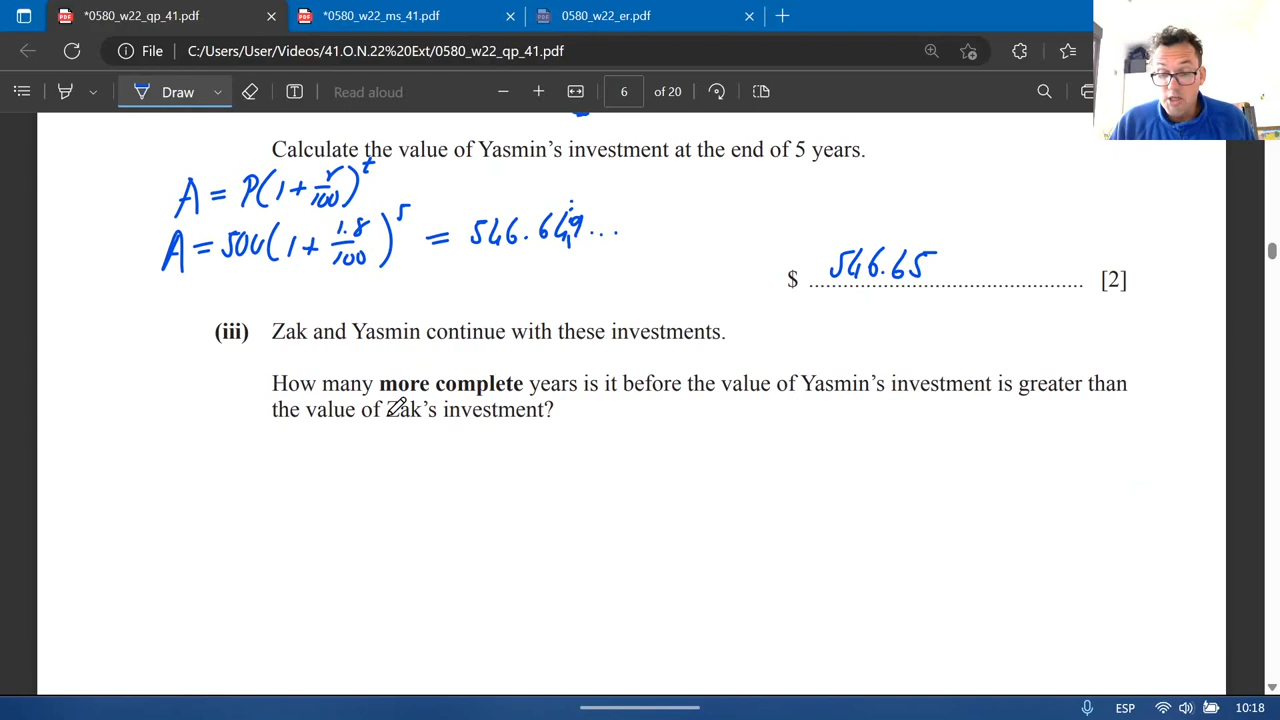 *0580_w22_qp_41.pdf
*0580_w22_ms_41.pdf
0580_w22_er.pdf
File
C:/Users/User/Videos/41.O.N.22%20Ext/0580_w22_qp_41.pdf
Draw
Read aloud
6 of 20
Calculate the value of Yasmin's investment at the end of 5 years.
A = P(1 + r/100)^t
A = 500(1 + 1.8/100)^5 = 546.649...
$ 546.65 [2]
(iii) Zak and Yasmin continue with these investments.
How many more complete years is it before the value of Yasmin's investment is greater than
the value of Zak's investment?
ESP
10:18